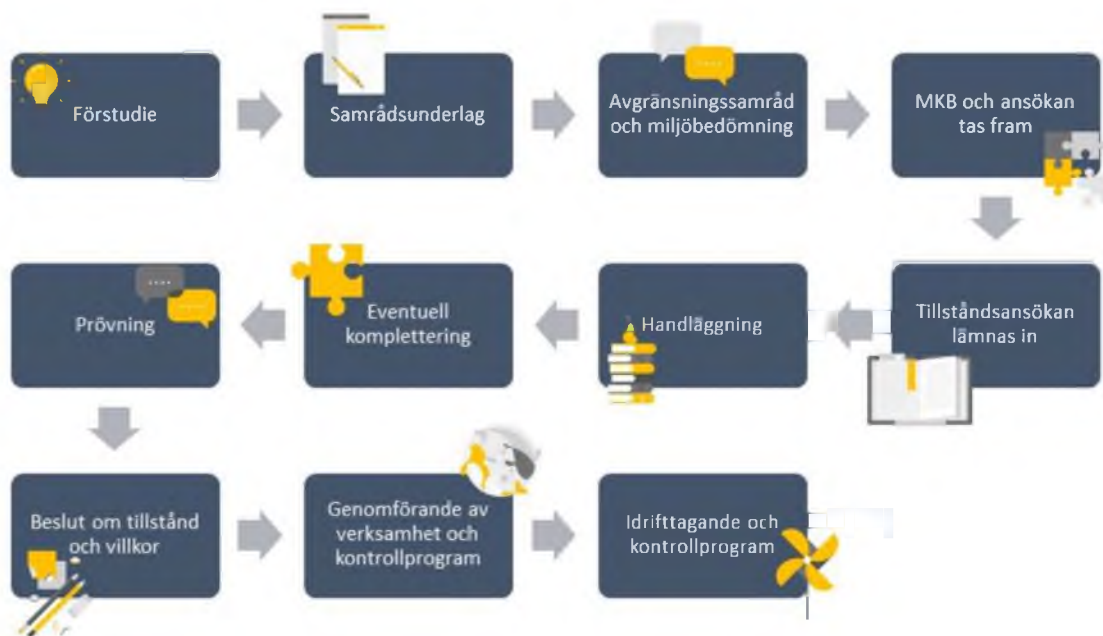 Förstudie
Samrådsunderlag
Avgränsningssamråd
och miljöbedömning
MKB och ansökan
tas fram
Tillståndsansökan
lämnas in
Handläggning
Eventuell
komplettering
Prövning
Beslut om tillstånd
och villkor
Genomförande av
verksamhet och
kontrollprogram
Idrifttagande och
kontrollprogram